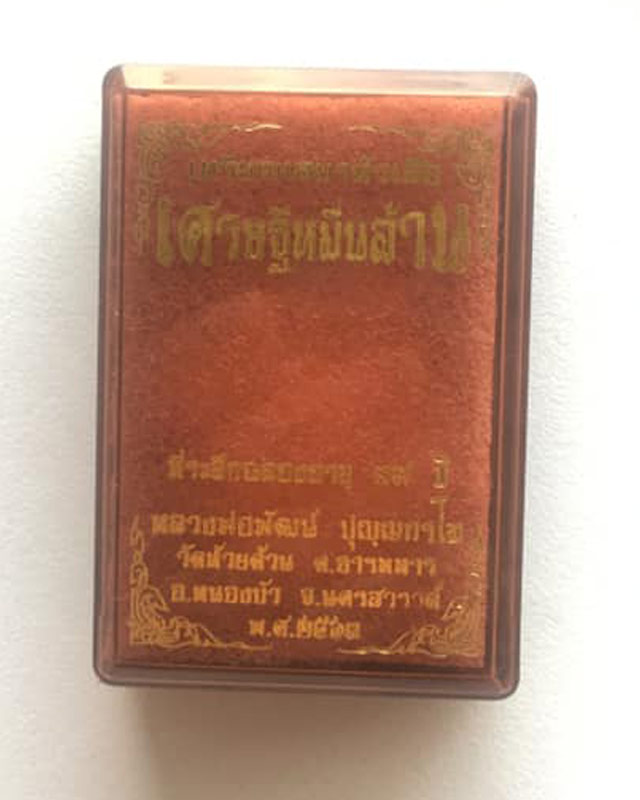 เศรษฐีหมื่นล้าน
ที่ระลึกฉลองอายุ ปี
หลวงพ่อพัฒน์ ปุญฺญกาโม
วัดห้วยด้วน ต.ธารทหาร
อ.หนองบัว จ.นครสวรรค์
พ.ศ.๒๕๖๓